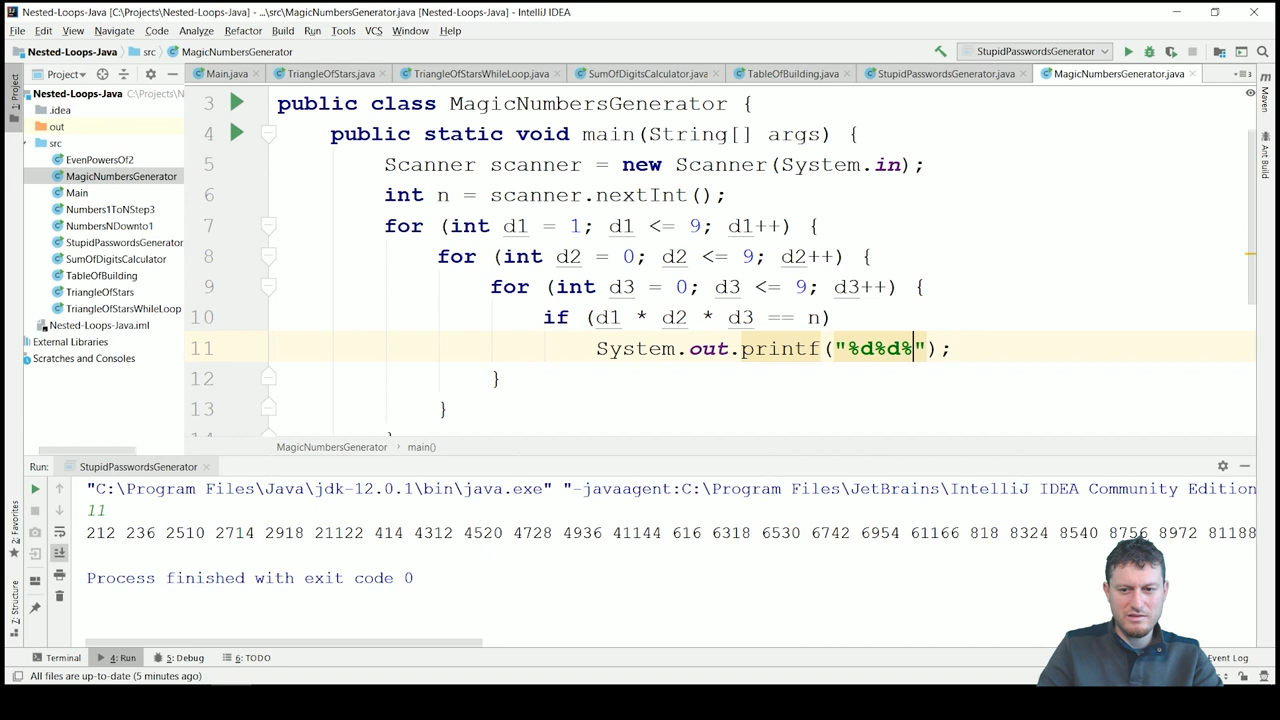 Nested-Loops-Java [C:\Projects\Nested-Loops-Java] - ...\src\MagicNumbersGenerator.java [Nested-Loops-Java] - IntelliJ IDEA
File Edit View Navigate Code Analyze Refactor Build Run Tools VCS Window Help
Nested-Loops-Java src MagicNumbersGenerator StupidPasswordsGenerator
1: Project
Project
Main.java TriangleOfStars.java TriangleOfStarsWhileLoop.java SumOfDigitsCalculator.java TableOfBuilding.java StupidPasswordsGenerator.java MagicNumbersGenerator.java
Maven
Ant Build
Nested-Loops-Java C:\Projects\N
.idea
out
src
EvenPowersOf2
MagicNumbersGenerator
Main
Numbers1ToNStep3
NumbersNDownto1
StupidPasswordsGenerator
SumOfDigitsCalculator
TableOfBuilding
TriangleOfStars
TriangleOfStarsWhileLoop
Nested-Loops-Java.iml
External Libraries
Scratches and Consoles
3 public class MagicNumbersGenerator {
4 public static void main(String[] args) {
5 Scanner scanner = new Scanner(System.in);
6 int n = scanner.nextInt();
7 for (int d1 = 1; d1 <= 9; d1++) {
8 for (int d2 = 0; d2 <= 9; d2++) {
9 for (int d3 = 0; d3 <= 9; d3++) {
10 if (d1 * d2 * d3 == n)
11 System.out.printf("%d%d%");
12 }
13 }
14 }
MagicNumbersGenerator main()
Run: StupidPasswordsGenerator
"C:\Program Files\Java\jdk-12.0.1\bin\java.exe" "-javaagent:C:\Program Files\JetBrains\IntelliJ IDEA Community Edition
11
212 236 2510 2714 2918 21122 414 4312 4520 4728 4936 41144 616 6318 6530 6742 6954 61166 818 8324 8540 8756 8972 81188
Process finished with exit code 0
2: Favorites
7: Structure
Terminal 4: Run 5: Debug 6: TODO Event Log
All files are up-to-date (5 minutes ago)